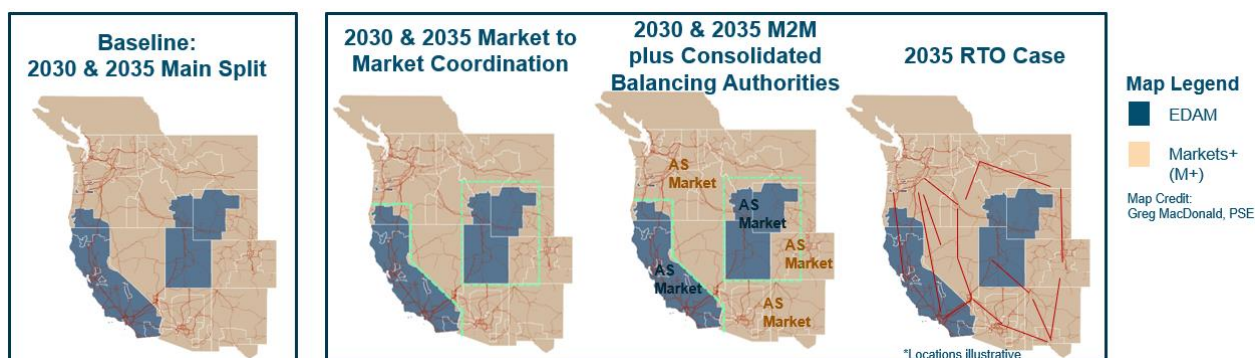 Baseline:
2030 & 2035 Main Split
2030 & 2035 Market to
Market Coordination
2030 & 2035 M2M
plus Consolidated
Balancing Authorities
2035 RTO Case
AS
Market
AS
Market
AS
Market
AS
Market
AS
Market
*Locations illustrative
Map Legend
EDAM
Markets+
(M+)
Map Credit:
Greg MacDonald, PSE